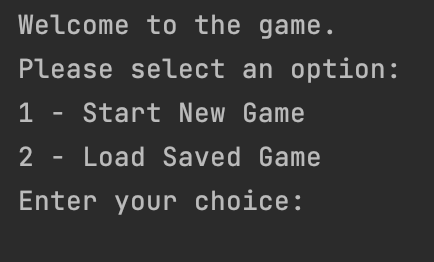 Welcome to the game.
Please select an option:
1 - Start New Game
2 - Load Saved Game
Enter your choice: